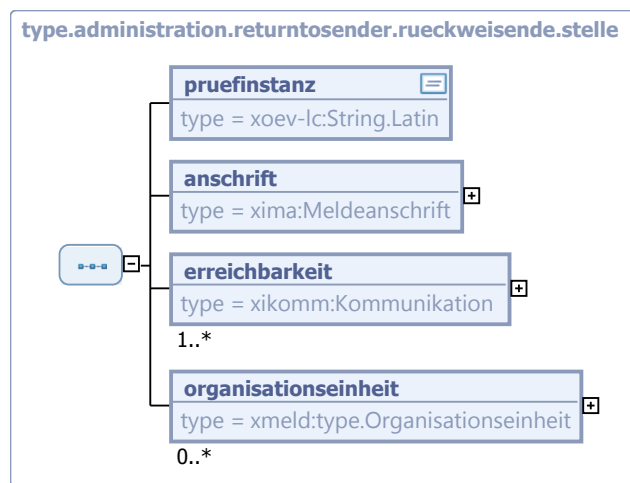 type.administration.returntosender.rueckweisende.stelle
pruefinstanz
type = xoev-lc:String.Latin
anschrift
type = xima:Meldeanschrift
erreichbarkeit
type = xikomm:Kommunikation
1..*
organisationseinheit
type = xmeld:type.Organisationseinheit
0..*